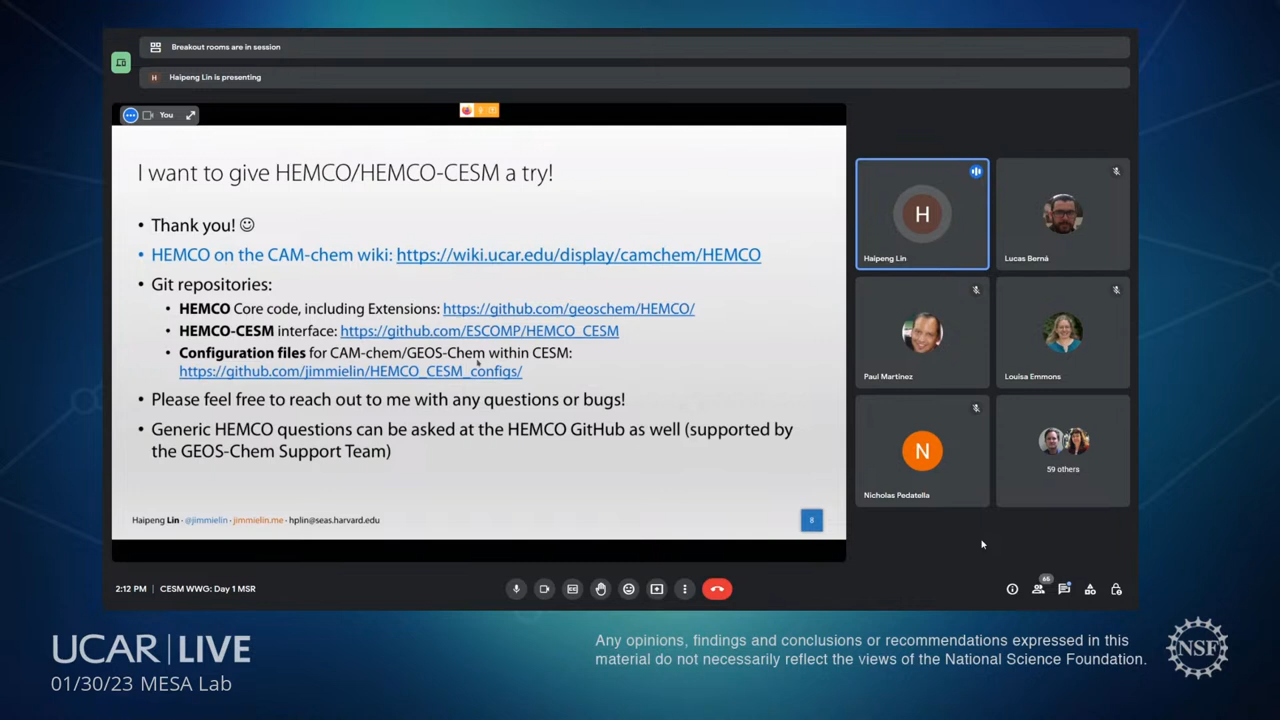 Breakout rooms are in session
H Haipeng Lin is presenting
You
I want to give HEMCO/HEMCO-CESM a try!
• Thank you! ☺
• HEMCO on the CAM-chem wiki: https://wiki.ucar.edu/display/camchem/HEMCO
• Git repositories:
• HEMCO Core code, including Extensions: https://github.com/geoschem/HEMCO/
• HEMCO-CESM interface: https://github.com/ESCOMP/HEMCO_CESM
• Configuration files for CAM-chem/GEOS-Chem within CESM:
https://github.com/jimmielin/HEMCO_CESM_configs/
• Please feel free to reach out to me with any questions or bugs!
• Generic HEMCO questions can be asked at the HEMCO GitHub as well (supported by
the GEOS-Chem Support Team)
Haipeng Lin · @jimmielin · jimmielin.me · hplin@seas.harvard.edu
8
H
Haipeng Lin
Lucas Berná
Paul Martinez
Louisa Emmons
N
Nicholas Pedatella
59 others
2:12 PM | CESM WWG: Day 1 MSR
65
UCAR | LIVE
01/30/23 MESA Lab
Any opinions, findings and conclusions or recommendations expressed in this
material do not necessarily reflect the views of the National Science Foundation.
NSF